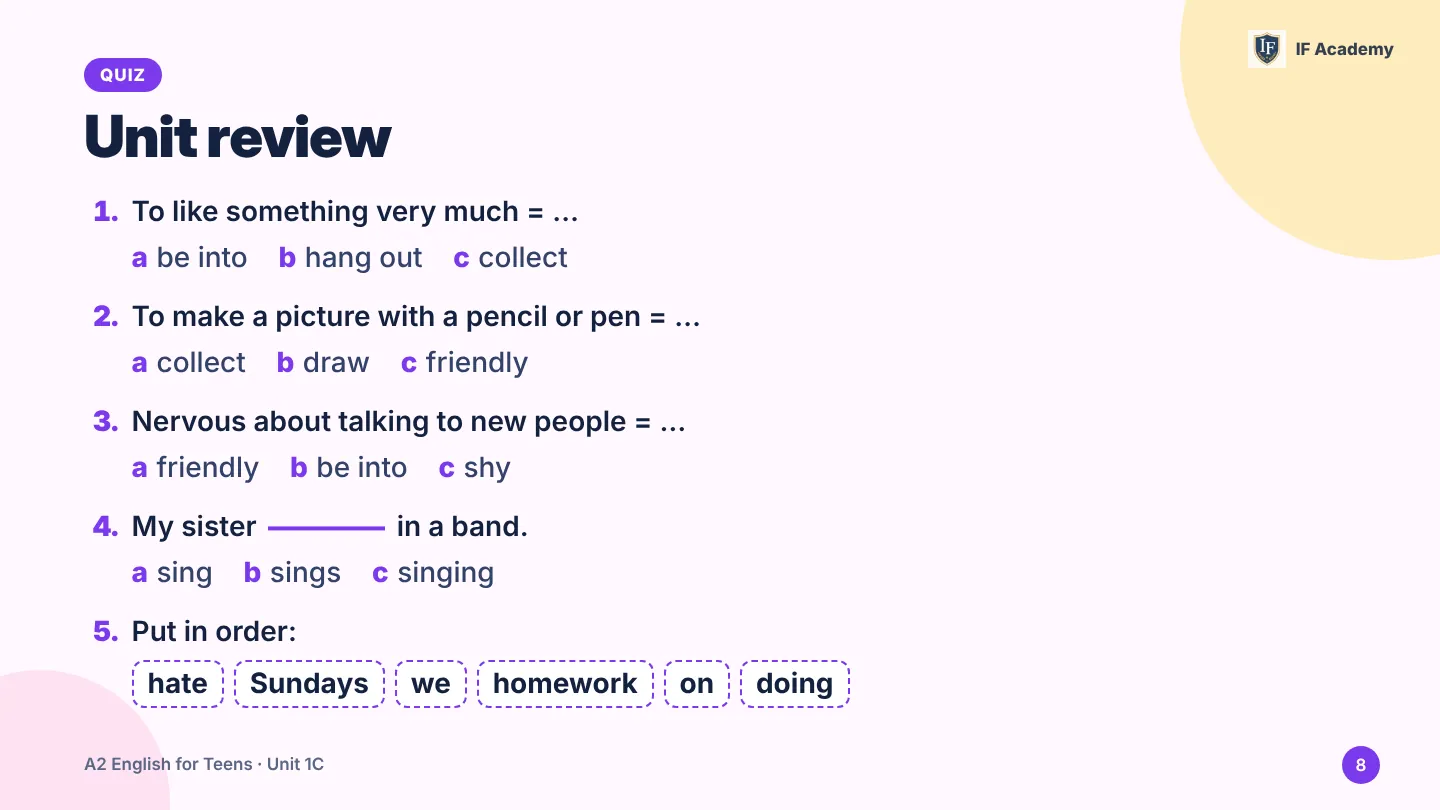 QUIZ
IF IF Academy
Unit review
1. To like something very much = ...
a be into b hang out c collect
2. To make a picture with a pencil or pen = ...
a collect b draw c friendly
3. Nervous about talking to new people = ...
a friendly b be into c shy
4. My sister ______ in a band.
a sing b sings c singing
5. Put in order:
hate Sundays we homework on doing
A2 English for Teens · Unit 1C
8